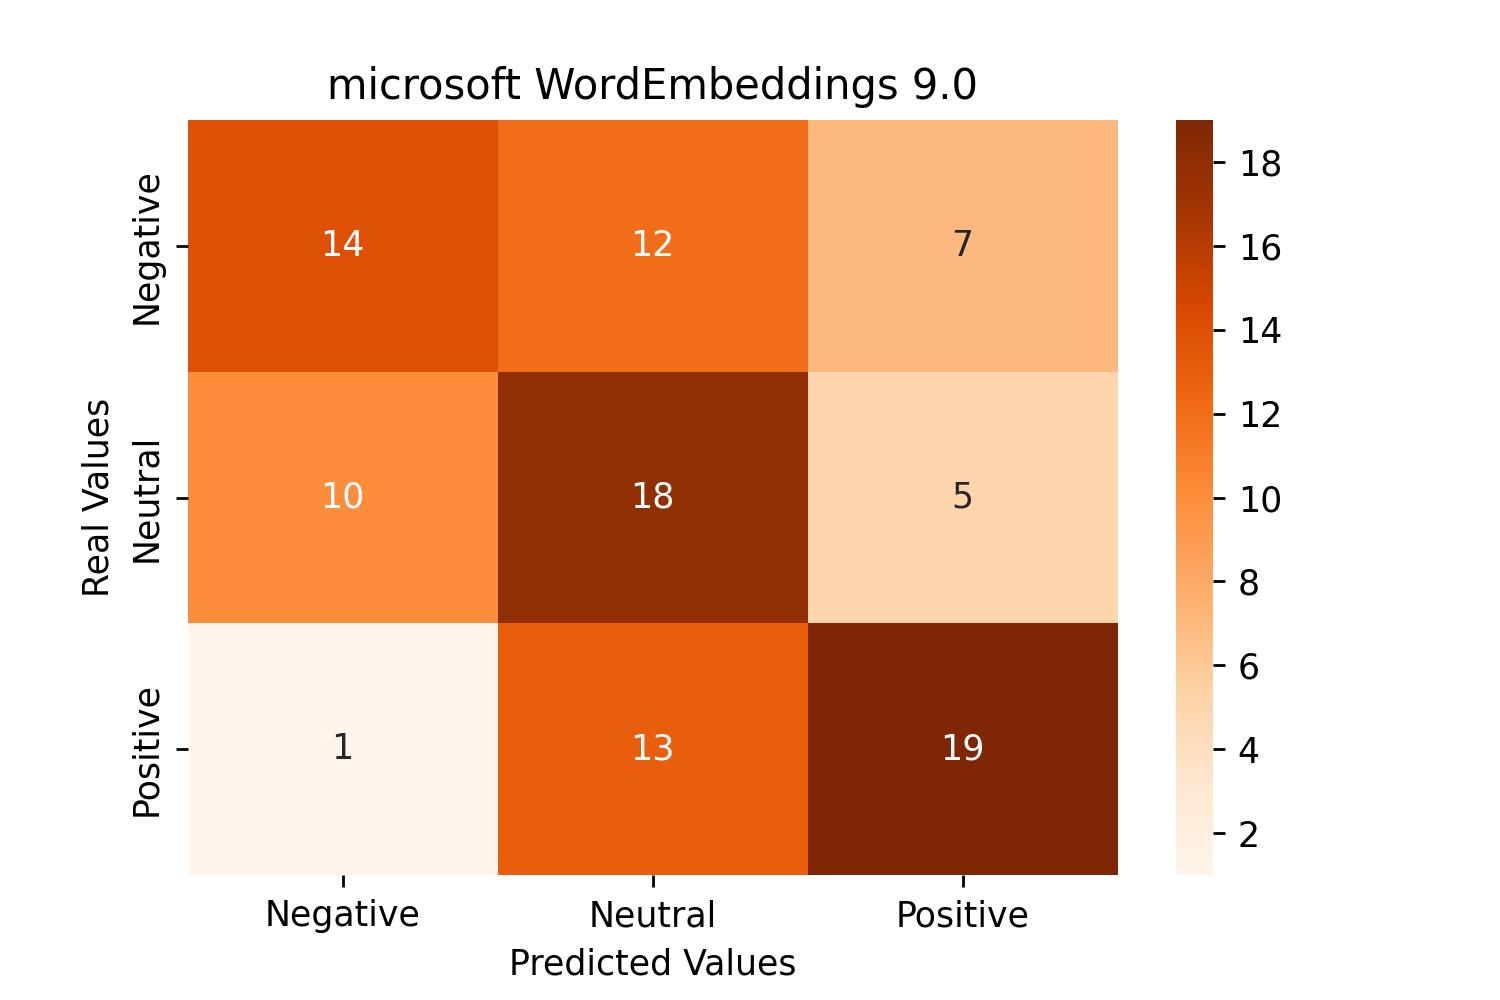 microsoft WordEmbeddings 9.0
Real Values
Negative
14 12 7
Neutral
10 18 5
Positive
1 13 19
Negative Neutral Positive
Predicted Values
18
16
14
12
10
8
6
4
2